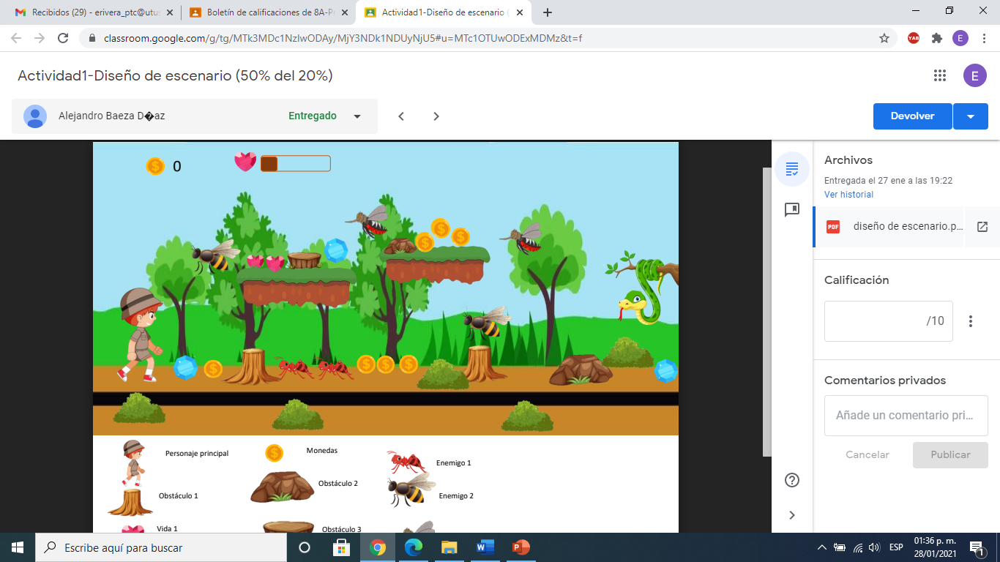 Recibidos (29) - erivera_ptc@utu
Boletín de calificaciones de 8A-P
Actividad1-Diseño de escenario (
classroom.google.com/g/tg/MTk3MDc1NzIwODAy/MjY3NDk1NDUyNjU5#u=MTc1OTUwODExMDMz&t=f
YAB
E
Actividad1-Diseño de escenario (50% del 20%)
E
Alejandro Baeza D�az
Entregado
Devolver
0
Archivos
Entregada el 27 ene a las 19:22
Ver historial
PDF
diseño de escenario.p...
Calificación
/10
Comentarios privados
Añade un comentario pri...
Cancelar
Publicar
Personaje principal
Monedas
Enemigo 1
Obstáculo 2
Obstáculo 1
Enemigo 2
Vida 1
Obstáculo 3
Escribe aquí para buscar
ESP
01:36 p. m.
28/01/2021
1